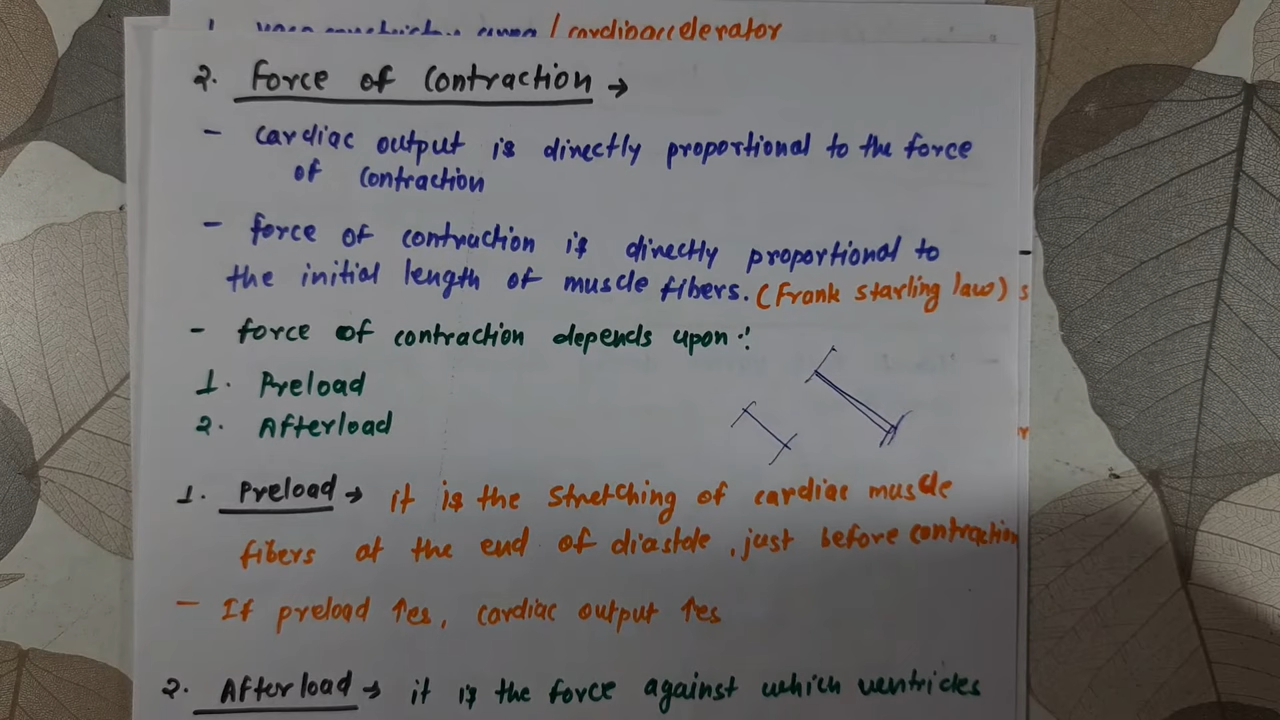 / cardioaccelerator
2. Force of Contraction →
- Cardiac output is directly proportional to the force
of Contraction
- force of contraction is directly proportional to
the initial length of muscle fibers. (Frank starling law) s
- force of contraction depends upon :
1. Preload
2. Afterload
1. Preload → it is the Stretching of cardiac muscle
fibers at the end of diastole , just before contraction
- If preload ↑es, cardiac output ↑es
2. Afterload → it is the force against which ventricles